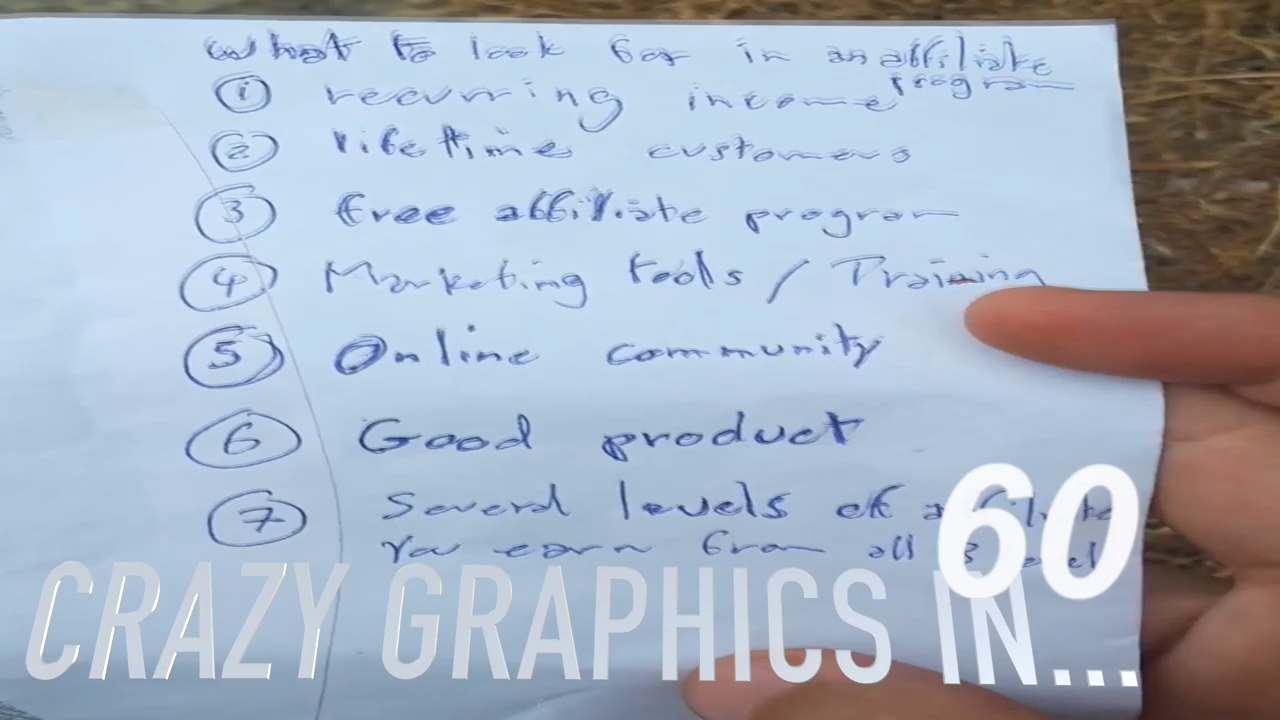 What to look for in an affiliate
program
① recurring income
② lifetime customers
③ free affiliate program
④ Marketing tools / Training
⑤ Online community
⑥ Good product
⑦ Several levels of
You earn from all 3
60
CRAZY GRAPHICS IN...